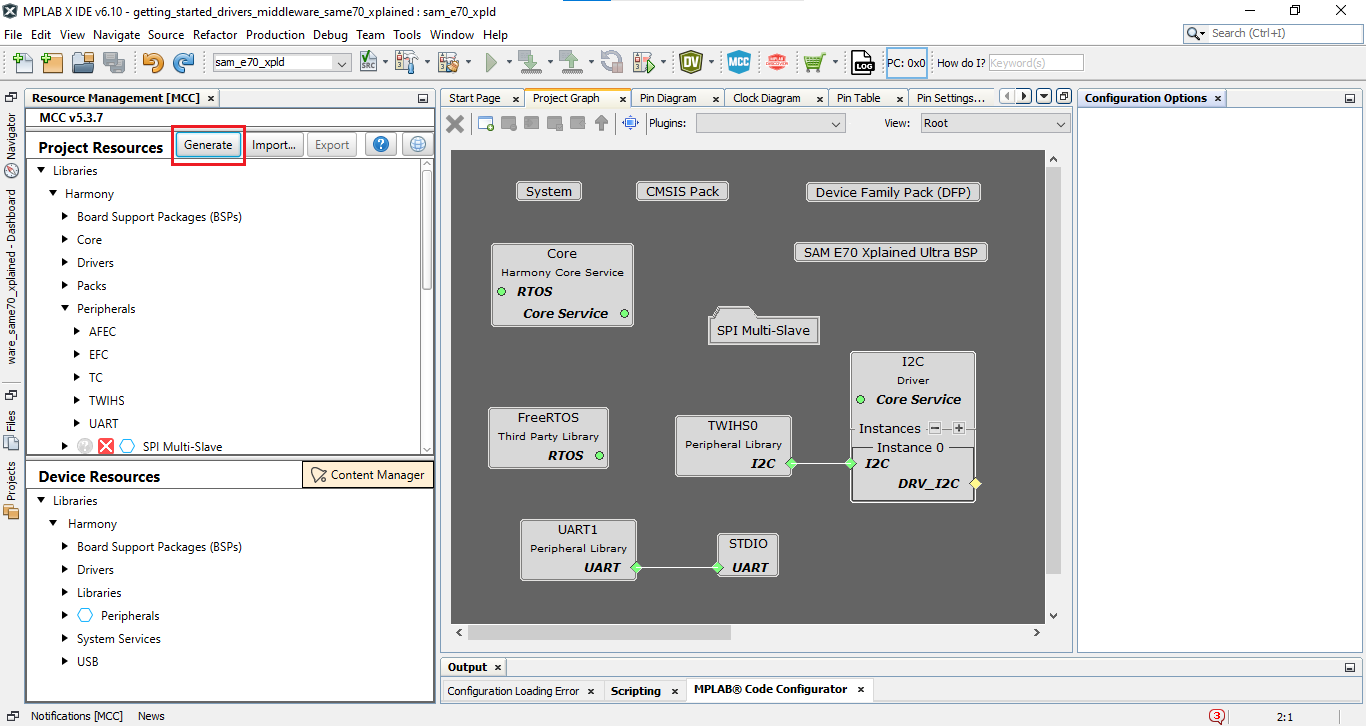 MPLAB X IDE v6.10 - getting_started_drivers_middleware_same70_xplained : sam_e70_xpld
File Edit View Navigate Source Refactor Production Debug Team Tools Window Help
Search (Ctrl+I)
sam_e70_xpld
SRC
DV
MCC
LOG
PC: 0x0
How do I?
Keyword(s)
Navigator
ware_same70_xplained - Dashboard
Files
Projects
Resource Management [MCC] ×
MCC v5.3.7
Project Resources
Generate
Import...
Export
?
Libraries
Harmony
Board Support Packages (BSPs)
Core
Drivers
Packs
Peripherals
AFEC
EFC
TC
TWIHS
UART
SPI Multi-Slave
Device Resources
Content Manager
Libraries
Harmony
Board Support Packages (BSPs)
Drivers
Libraries
Peripherals
System Services
USB
Start Page ×
Project Graph ×
Pin Diagram ×
Clock Diagram ×
Pin Table ×
Pin Settings...
Plugins:
View:
Root
System
CMSIS Pack
Device Family Pack (DFP)
Core
Harmony Core Service
RTOS
Core Service
SAM E70 Xplained Ultra BSP
SPI Multi-Slave
I2C
Driver
Core Service
Instances
Instance 0
I2C
DRV_I2C
FreeRTOS
Third Party Library
RTOS
TWIHS0
Peripheral Library
I2C
UART1
Peripheral Library
UART
STDIO
UART
Configuration Options ×
Output ×
Configuration Loading Error ×
Scripting ×
MPLAB® Code Configurator ×
Notifications [MCC]
News
3
2:1